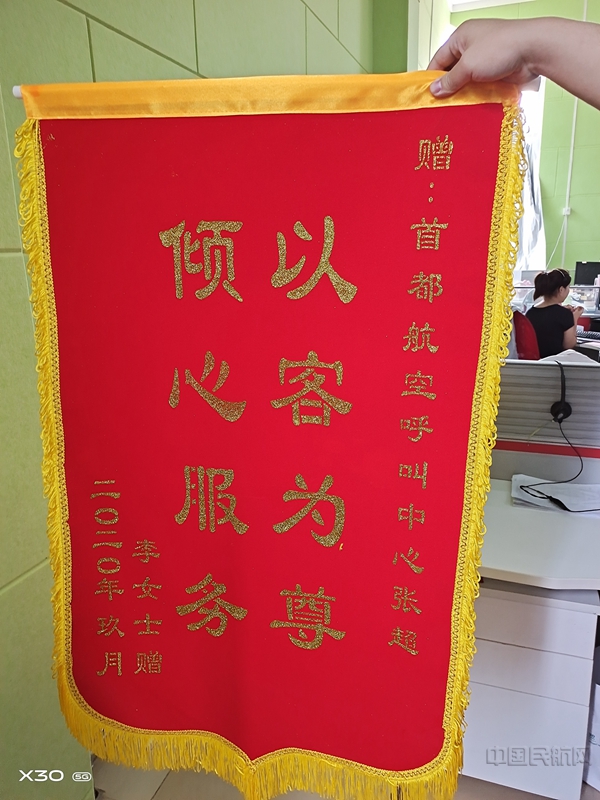 赠：首都航空呼叫中心张超
以客为尊
倾心服务
李女士赠
二〇二〇年玖月
X30 5G
中国民航网